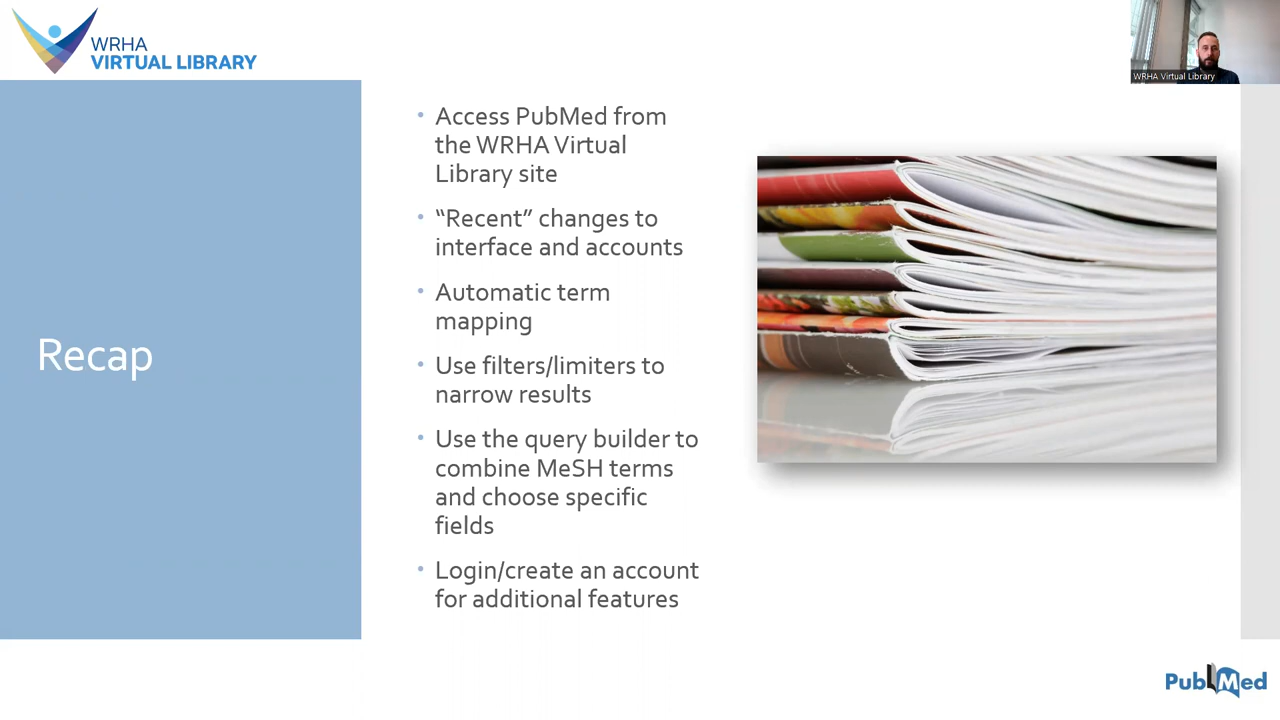 WRHA
VIRTUAL LIBRARY
WRHA Virtual Library
Recap
• Access PubMed from
the WRHA Virtual
Library site
• “Recent” changes to
interface and accounts
• Automatic term
mapping
• Use filters/limiters to
narrow results
• Use the query builder to
combine MeSH terms
and choose specific
fields
• Login/create an account
for additional features
PubMed